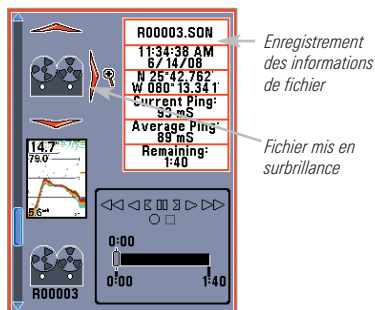 R00003.SON
11:34:38 AM
6/14/08
N 25°42.762'
W 080°13.341'
Current Ping:
93 mS
Average Ping:
89 mS
Remaining:
1:40
Enregistrement
des informations
de fichier
Fichier mis en
surbrillance
14.7
79.0
0:00
0:00 1:40
R00003